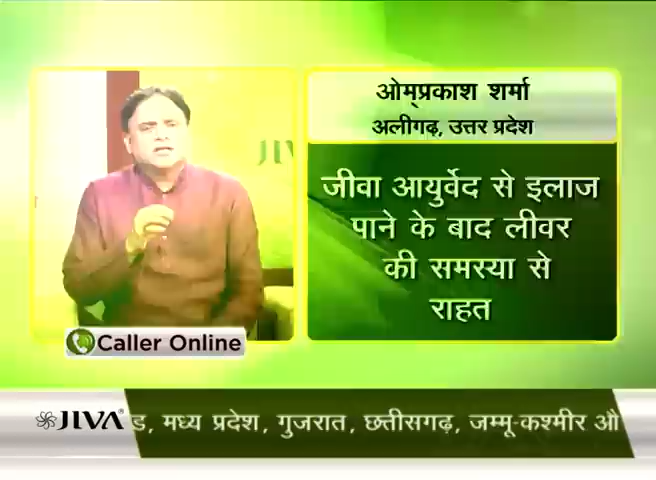 ओम्प्रकाश शर्मा
अलीगढ़, उत्तर प्रदेश
जीवा आयुर्वेद से इलाज
पाने के बाद लीवर
की समस्या से
राहत
Caller Online
JIVA® ड, मध्य प्रदेश, गुजरात, छत्तीसगढ़, जम्मू-कश्मीर औ